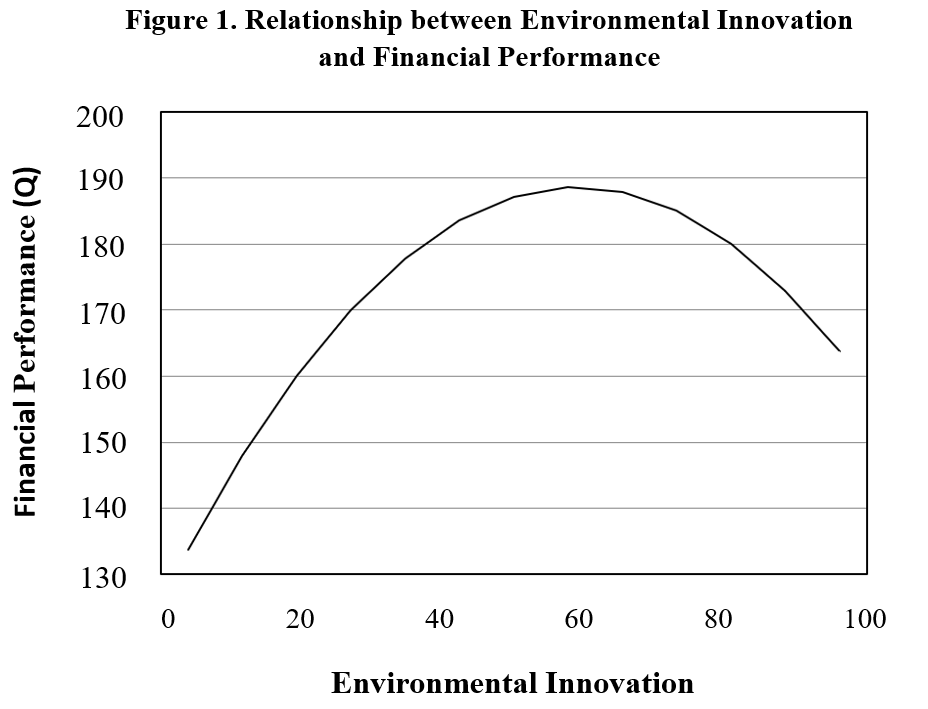 Figure 1. Relationship between Environmental Innovation
and Financial Performance
200
190
180
170
160
150
140
130
Financial Performance (Q)
0 20 40 60 80 100
Environmental Innovation